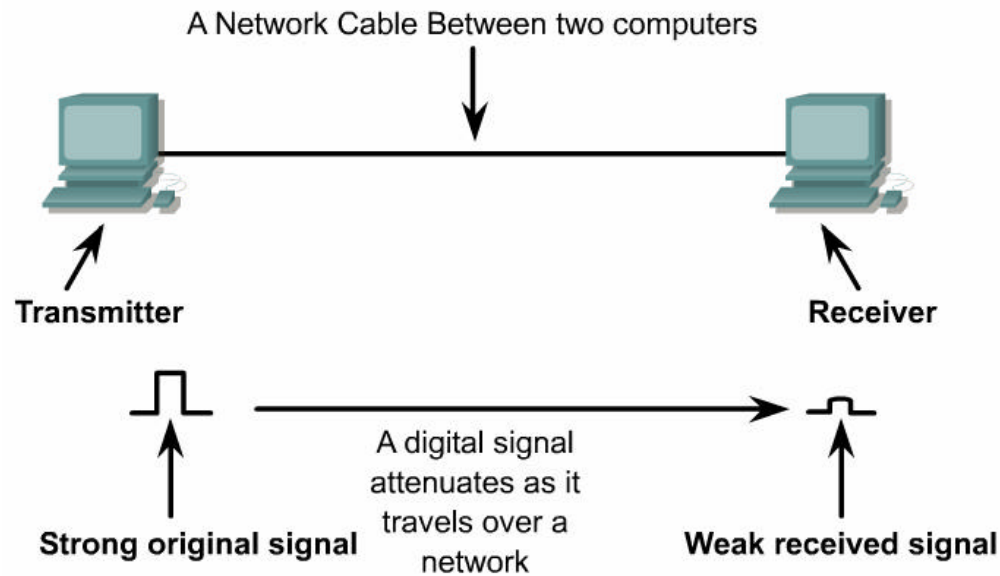 A Network Cable Between two computers
Transmitter
Receiver
A digital signal
attenuates as it
travels over a
network
Strong original signal
Weak received signal